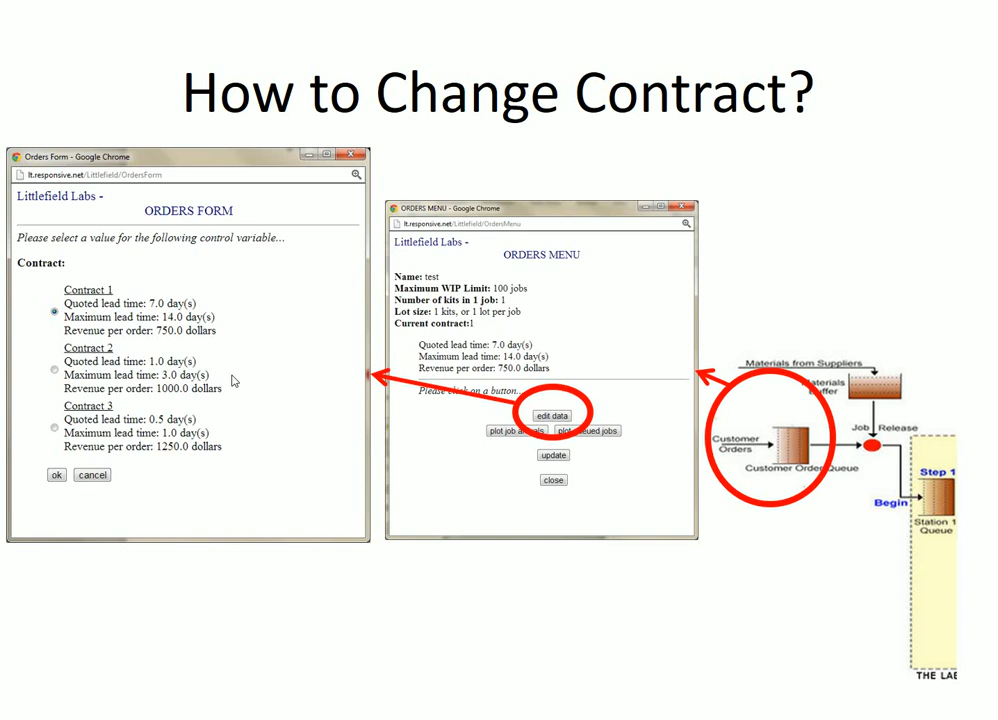 How to Change Contract?
Orders Form - Google Chrome
lt.responsive.net/Littlefield/OrdersForm
Littlefield Labs -
ORDERS FORM
Please select a value for the following control variable...
Contract:
Contract 1
Quoted lead time: 7.0 day(s)
Maximum lead time: 14.0 day(s)
Revenue per order: 750.0 dollars
Contract 2
Quoted lead time: 1.0 day(s)
Maximum lead time: 3.0 day(s)
Revenue per order: 1000.0 dollars
Contract 3
Quoted lead time: 0.5 day(s)
Maximum lead time: 1.0 day(s)
Revenue per order: 1250.0 dollars
ok cancel
ORDERS MENU - Google Chrome
lt.responsive.net/Littlefield/OrdersMenu
Littlefield Labs -
ORDERS MENU
Name: test
Maximum WIP Limit: 100 jobs
Number of kits in 1 job: 1
Lot size: 1 kits, or 1 lot per job
Current contract:1
Quoted lead time: 7.0 day(s)
Maximum lead time: 14.0 day(s)
Revenue per order: 750.0 dollars
Please click on a button...
edit data
plot job arrivals plot queued jobs
update
close
Materials from Suppliers
Materials
Buffer
Job Release
Customer
Orders
Customer Order Queue
Step 1
Begin
Station 1
Queue
THE LAB